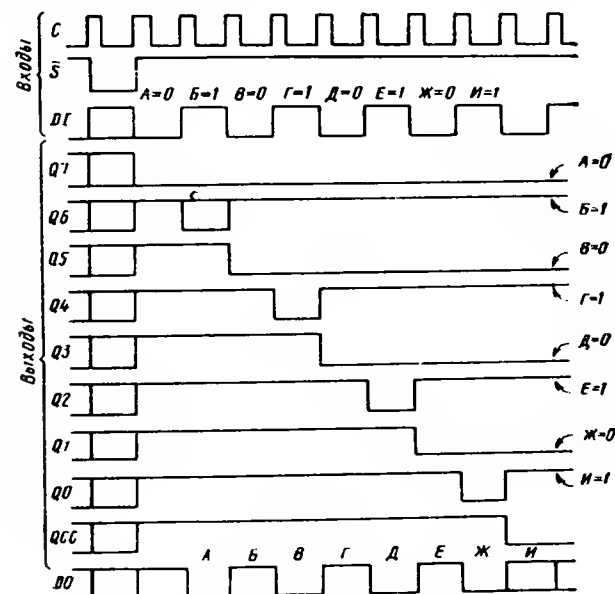 Входы
C
S̄
DI
А=0 Б=1 В=0 Г=1 Д=0 Е=1 Ж=0 И=1
Выходы
Q7
А=0
Q6
c
Б=1
Q5
В=0
Q4
Г=1
Q3
Д=0
Q2
Е=1
Q1
Ж=0
Q0
И=1
QCC
А Б В Г Д Е Ж И
DO